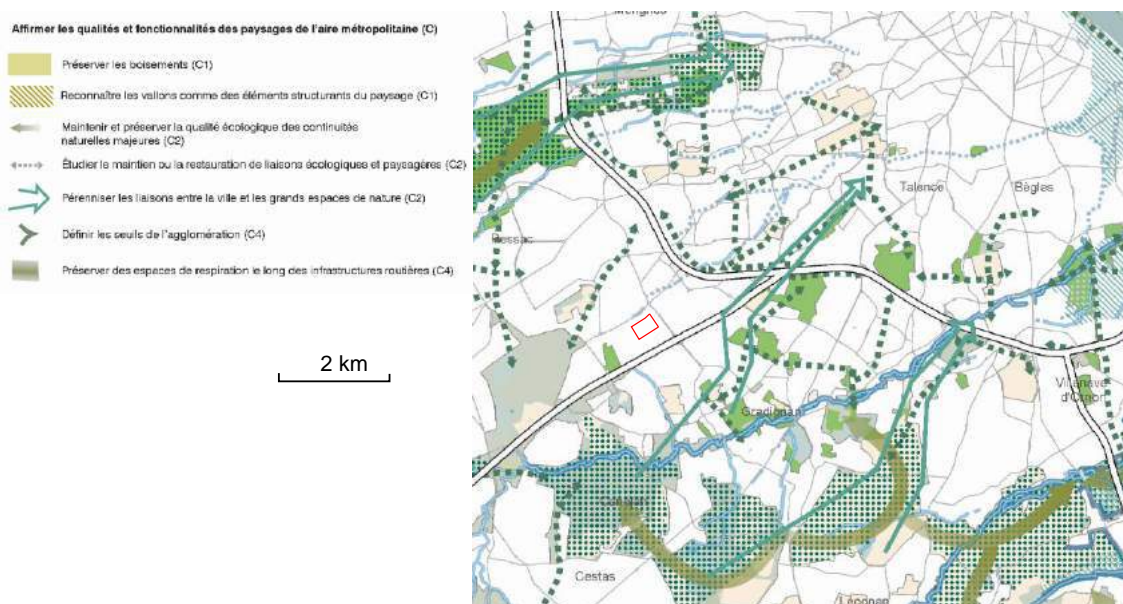 Affirmer les qualités et fonctionnalités des paysages de l'aire métropolitaine (C)
Préserver les boisements (C1)
Reconnaître les vallons comme des éléments structurants du paysage (C1)
Maintenir et préserver la qualité écologique des continuités
naturelles majeures (C2)
Étudier le maintien ou la restauration de liaisons écologiques et paysagères (C2)
Pérenniser les liaisons entre la ville et les grands espaces de nature (C2)
Définir les seuils de l'agglomération (C4)
Préserver des espaces de respiration le long des infrastructures routières (C4)
2 km
Talence
Bègles
Pessac
Gradignan
Villenave-
d'Ornon
Cestas
Léognan